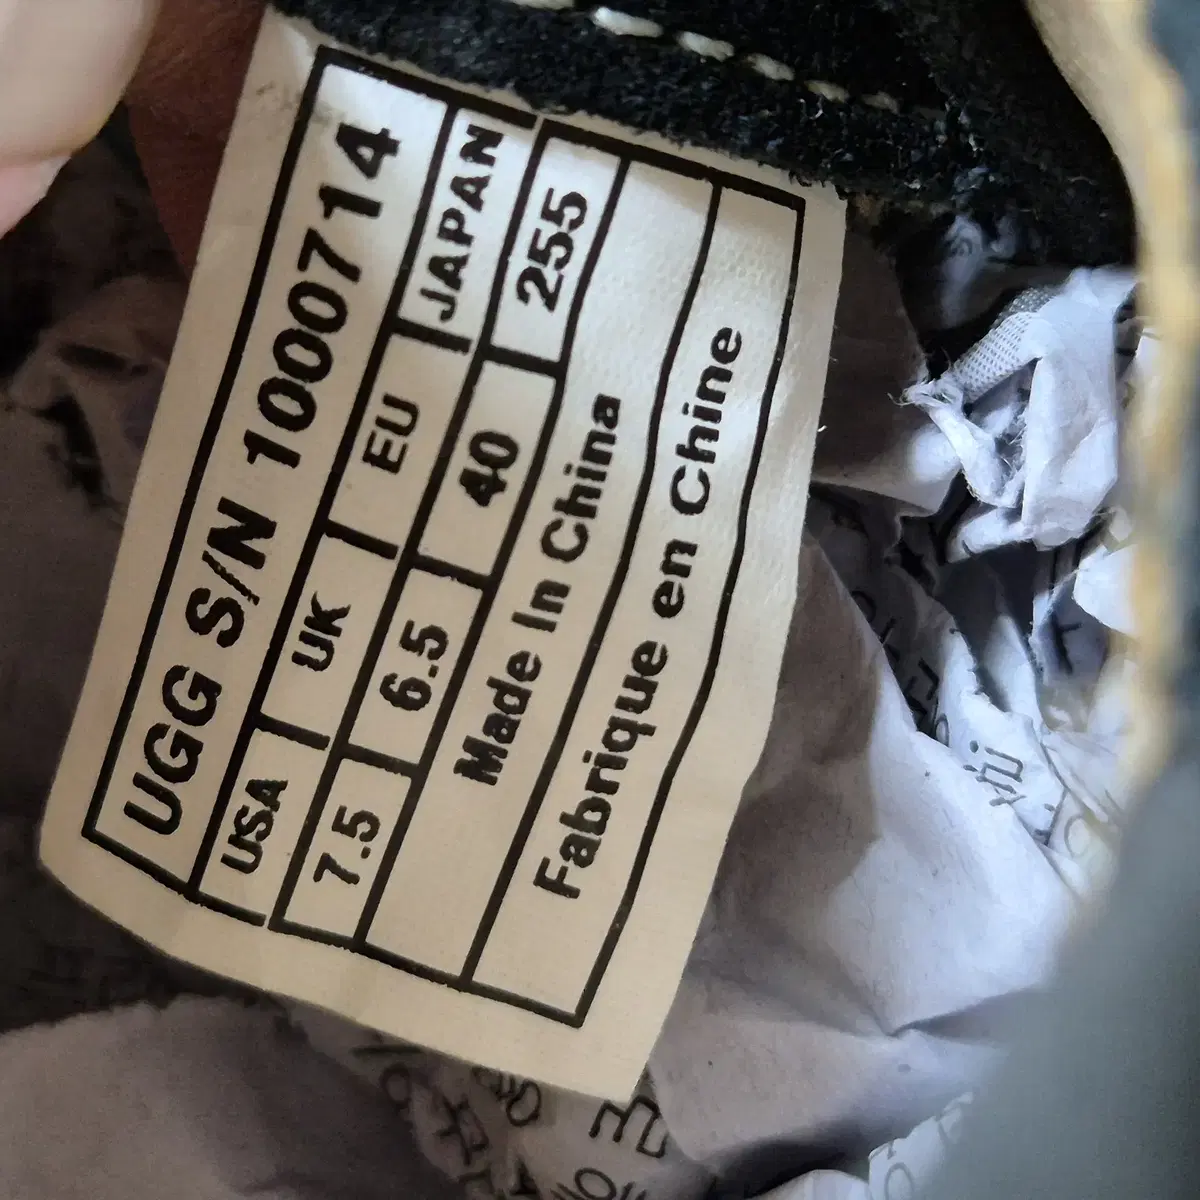 UGG S/N 1000714
USA UK EU JAPAN
7.5 6.5 40 255
Made In China
Fabrique en Chine